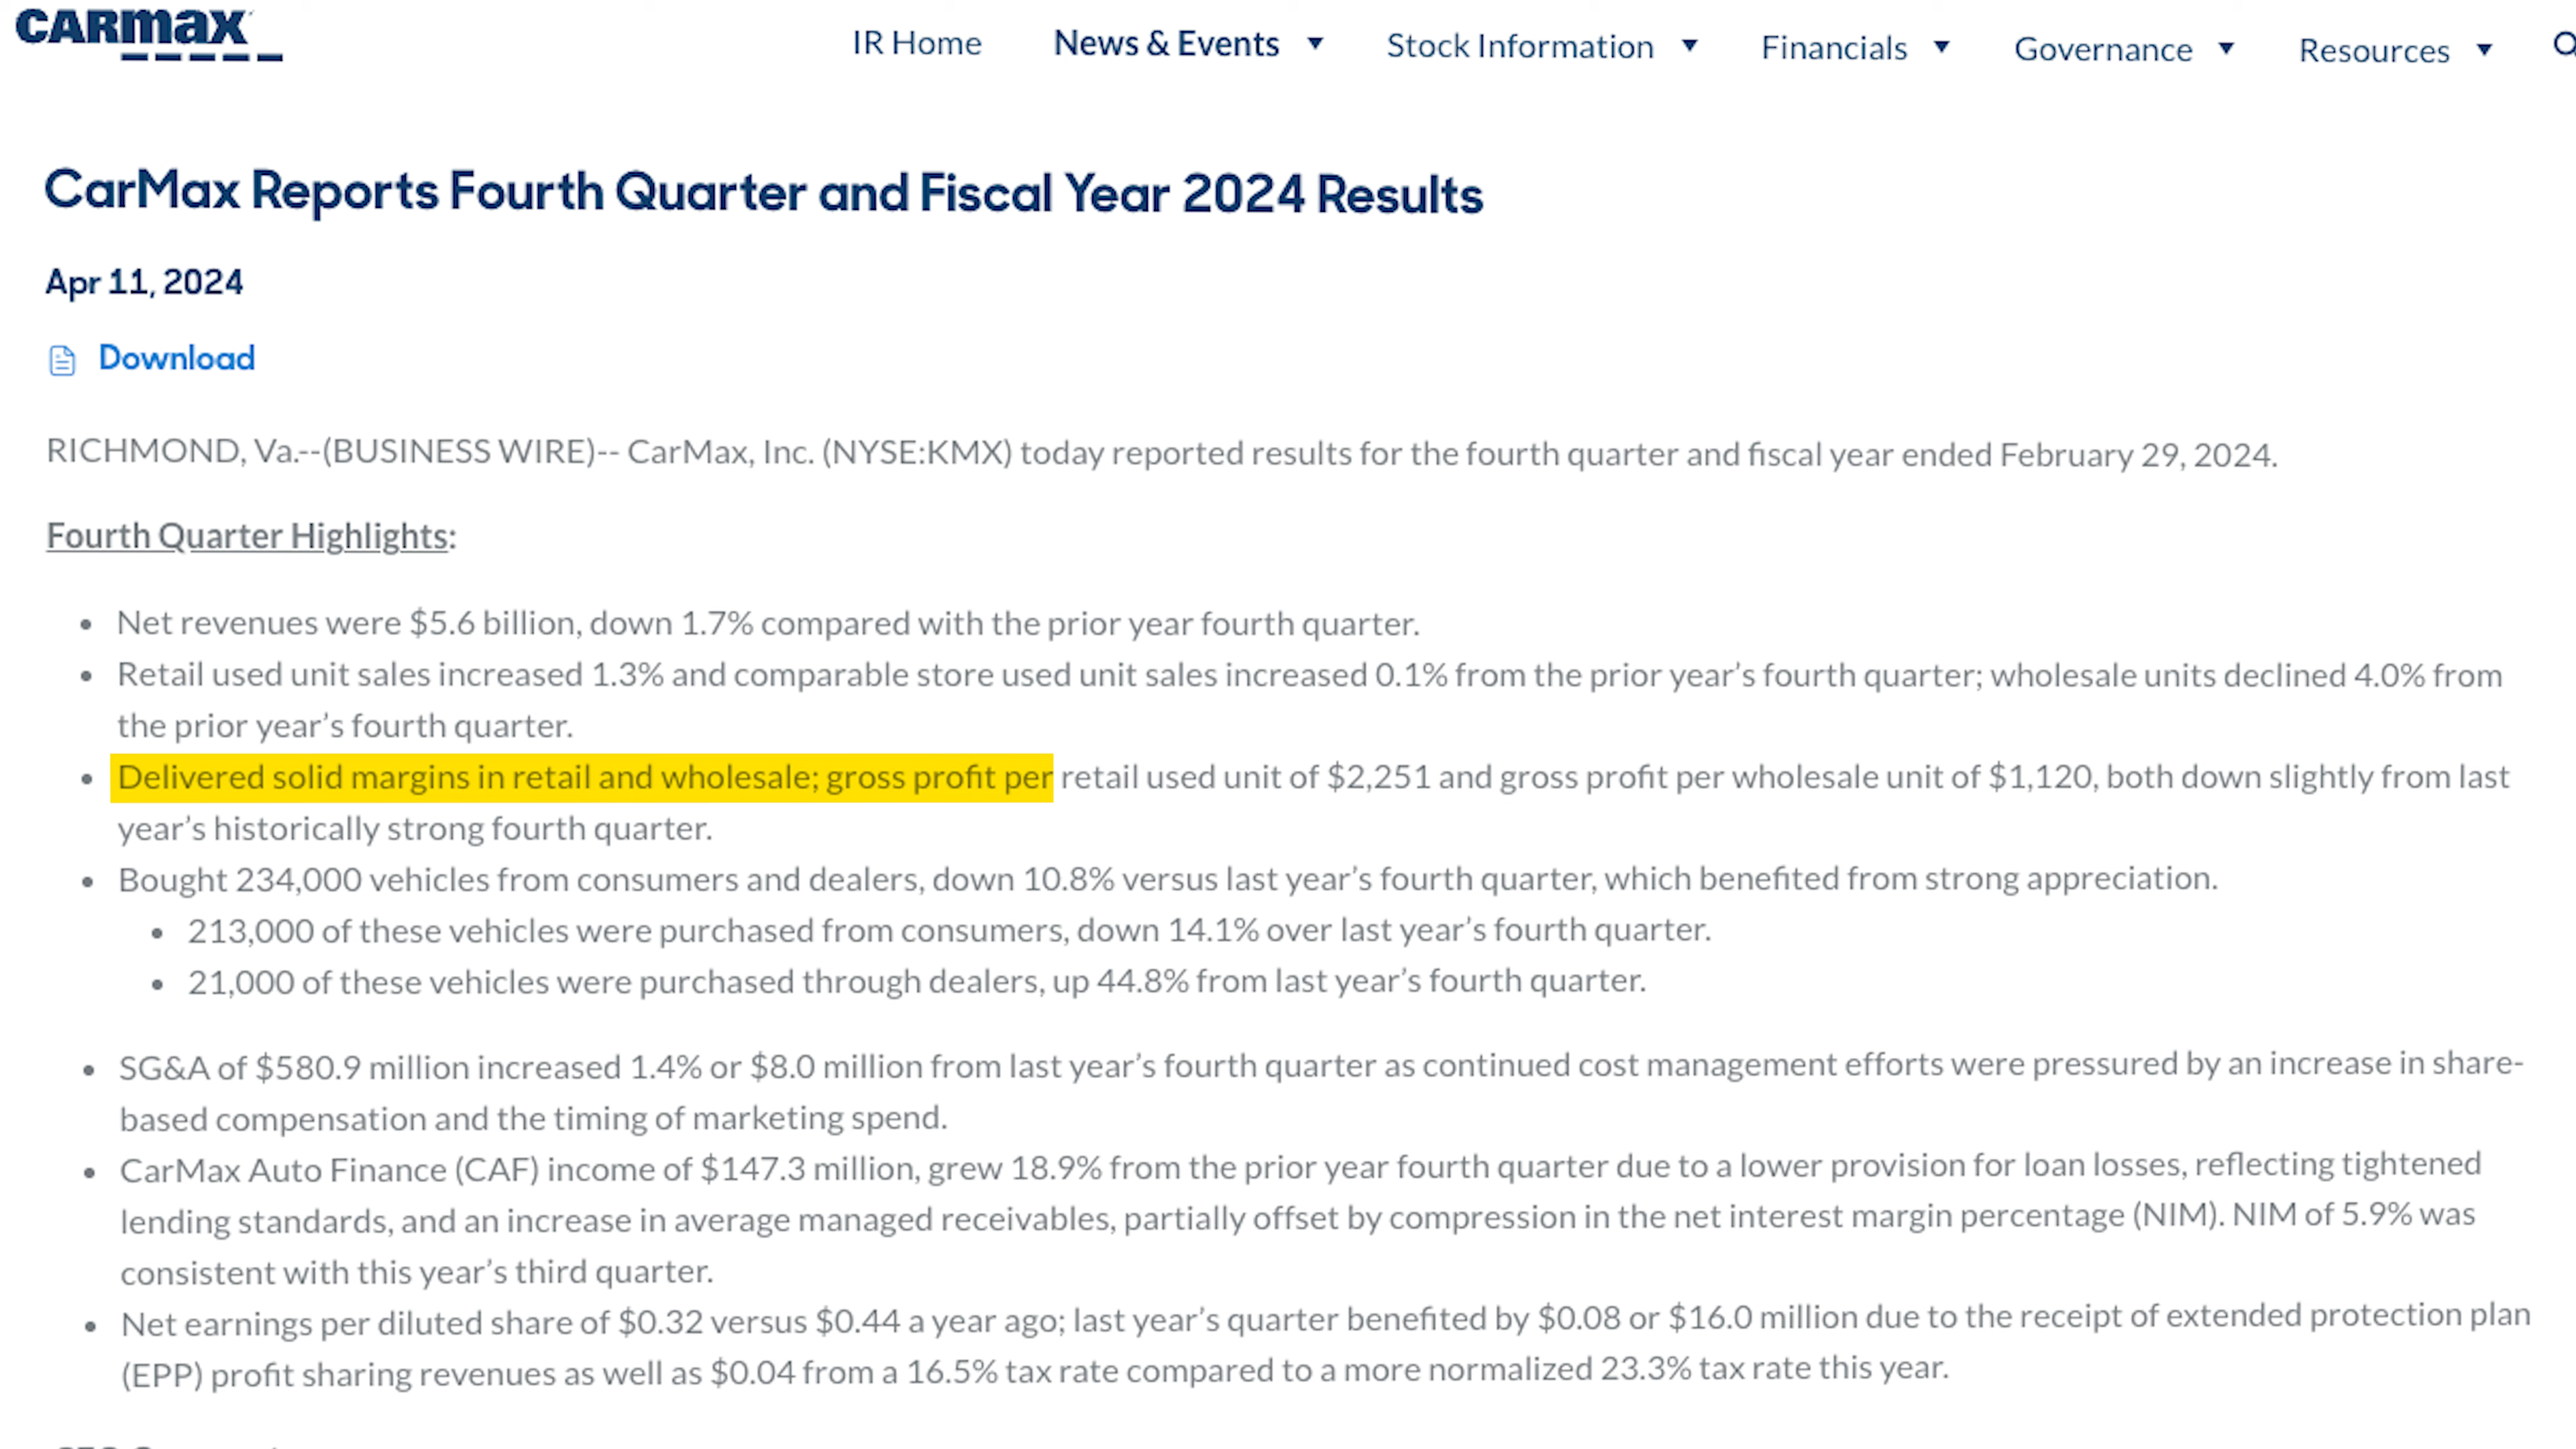 CARMAX
IR Home News & Events Stock Information Financials Governance Resources
CarMax Reports Fourth Quarter and Fiscal Year 2024 Results
Apr 11, 2024
Download
RICHMOND, Va.--(BUSINESS WIRE)-- CarMax, Inc. (NYSE:KMX) today reported results for the fourth quarter and fiscal year ended February 29, 2024.
Fourth Quarter Highlights:
• Net revenues were $5.6 billion, down 1.7% compared with the prior year fourth quarter.
• Retail used unit sales increased 1.3% and comparable store used unit sales increased 0.1% from the prior year’s fourth quarter; wholesale units declined 4.0% from
the prior year’s fourth quarter.
• Delivered solid margins in retail and wholesale; gross profit per retail used unit of $2,251 and gross profit per wholesale unit of $1,120, both down slightly from last
year’s historically strong fourth quarter.
• Bought 234,000 vehicles from consumers and dealers, down 10.8% versus last year’s fourth quarter, which benefited from strong appreciation.
• 213,000 of these vehicles were purchased from consumers, down 14.1% over last year’s fourth quarter.
• 21,000 of these vehicles were purchased through dealers, up 44.8% from last year’s fourth quarter.
• SG&A of $580.9 million increased 1.4% or $8.0 million from last year’s fourth quarter as continued cost management efforts were pressured by an increase in share-
based compensation and the timing of marketing spend.
• CarMax Auto Finance (CAF) income of $147.3 million, grew 18.9% from the prior year fourth quarter due to a lower provision for loan losses, reflecting tightened
lending standards, and an increase in average managed receivables, partially offset by compression in the net interest margin percentage (NIM). NIM of 5.9% was
consistent with this year’s third quarter.
• Net earnings per diluted share of $0.32 versus $0.44 a year ago; last year’s quarter benefited by $0.08 or $16.0 million due to the receipt of extended protection plan
(EPP) profit sharing revenues as well as $0.04 from a 16.5% tax rate compared to a more normalized 23.3% tax rate this year.